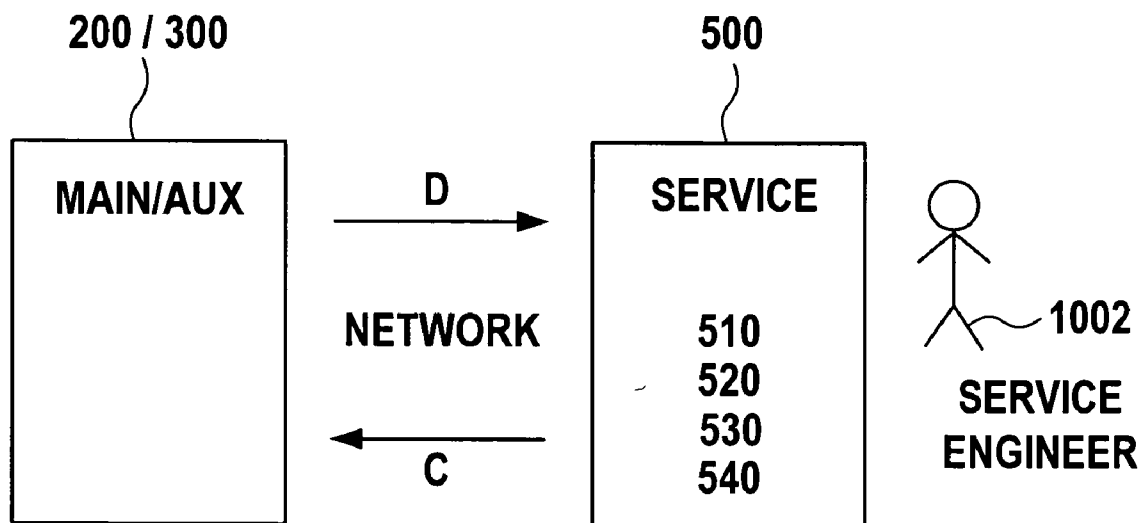 200 / 300
500
MAIN/AUX
D
SERVICE
NETWORK
510
520
530
540
C
1002
SERVICE
ENGINEER